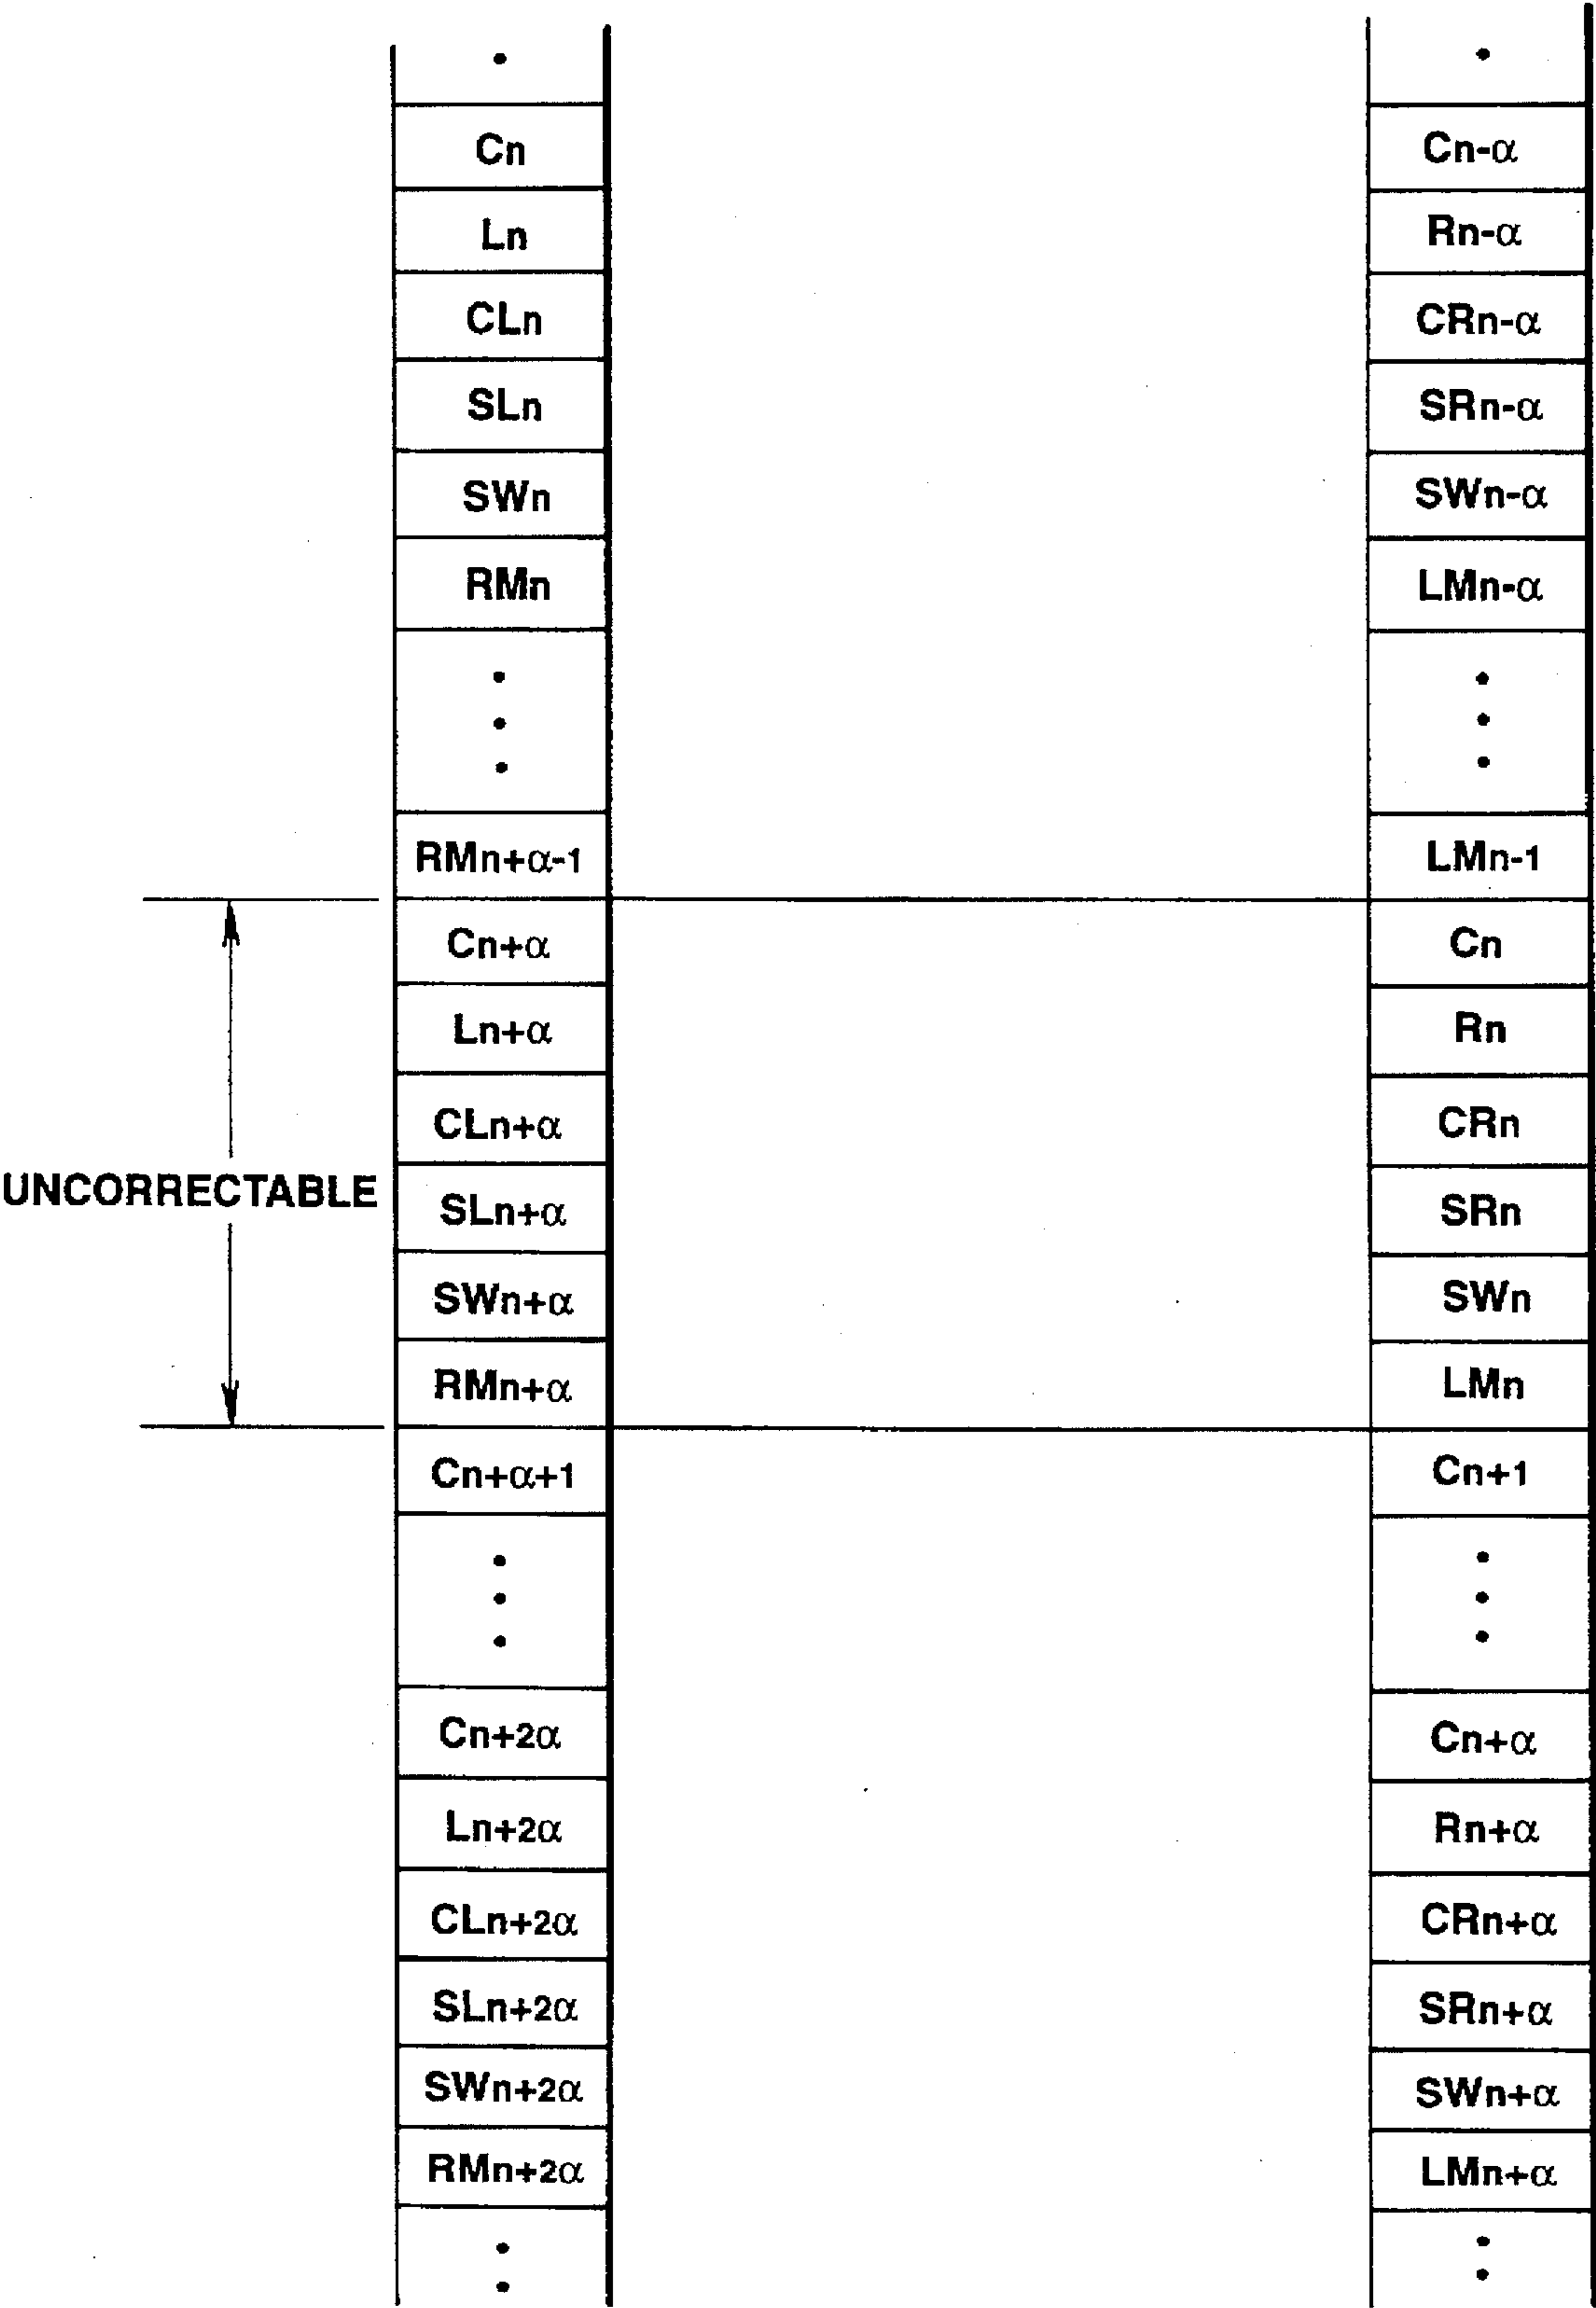 Cn
Ln
CLn
SLn
SWn
RMn
RMn+α-1
Cn+α
Ln+α
CLn+α
SLn+α
SWn+α
RMn+α
Cn+α+1
Cn+2α
Ln+2α
CLn+2α
SLn+2α
SWn+2α
RMn+2α
UNCORRECTABLE
Cn-α
Rn-α
CRn-α
SRn-α
SWn-α
LMn-α
LMn-1
Cn
Rn
CRn
SRn
SWn
LMn
Cn+1
Cn+α
Rn+α
CRn+α
SRn+α
SWn+α
LMn+α